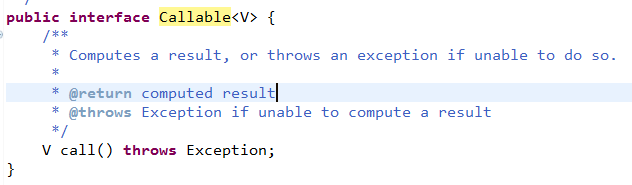 public interface Callable<V> {
/**
* Computes a result, or throws an exception if unable to do so.
*
* @return computed result
* @throws Exception if unable to compute a result
*/
V call() throws Exception;
}